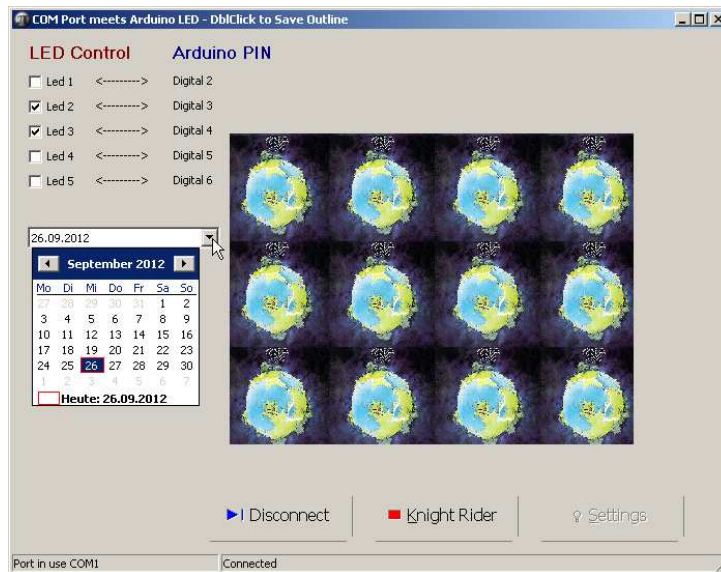 COM Port meets Arduino LED - DblClick to Save Outline
LED Control Arduino PIN
Led 1 <---------> Digital 2
Led 2 <---------> Digital 3
Led 3 <---------> Digital 4
Led 4 <---------> Digital 5
Led 5 <---------> Digital 6
26.09.2012
September 2012
Mo Di Mi Do Fr Sa So
27 28 29 30 31 1 2
3 4 5 6 7 8 9
10 11 12 13 14 15 16
17 18 19 20 21 22 23
24 25 26 27 28 29 30
1 2 3 4 5 6 7
Heute: 26.09.2012
Disconnect Knight Rider Settings
Port in use COM1 Connected